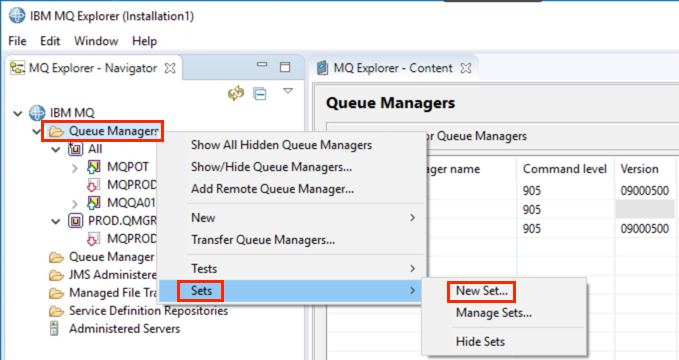 IBM MQ Explorer (Installation1)
File Edit Window Help
MQ Explorer - Navigator
IBM MQ
Queue Managers
All
MQPOT
MQPROD
MQQA01
PROD.QMGR
MQPROD
Queue Manager
JMS Administere
Managed File Tra
Service Definition Repositories
Administered Servers
Show All Hidden Queue Managers
Show/Hide Queue Managers...
Add Remote Queue Manager...
New
Transfer Queue Managers...
Tests
Sets
New Set...
Manage Sets...
Hide Sets
MQ Explorer - Content
Queue Managers
or Queue Managers
ager name Command level Version
905 09000500
905
905 09000500